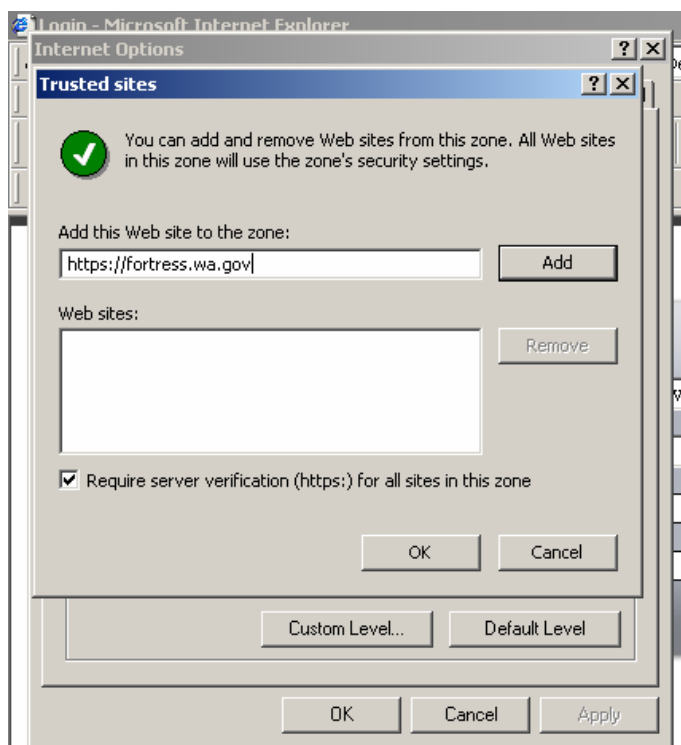 Login - Microsoft Internet Explorer
Internet Options
Trusted sites
You can add and remove Web sites from this zone. All Web sites
in this zone will use the zone's security settings.
Add this Web site to the zone:
https://fortress.wa.gov
Add
Web sites:
Remove
Require server verification (https:) for all sites in this zone
OK Cancel
Custom Level... Default Level
OK Cancel Apply